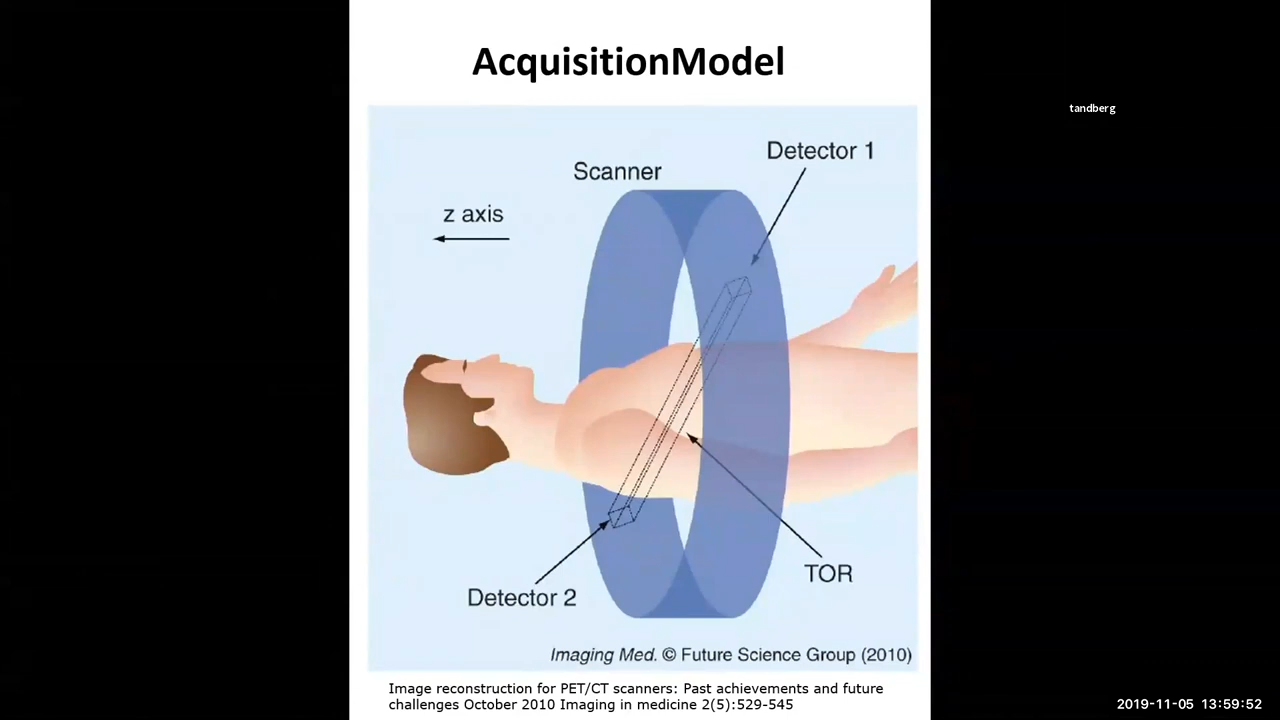 AcquisitionModel
tandberg
Detector 1
Scanner
z axis
TOR
Detector 2
Imaging Med. © Future Science Group (2010)
Image reconstruction for PET/CT scanners: Past achievements and future
challenges October 2010 Imaging in medicine 2(5):529-545
2019-11-05 13:59:52